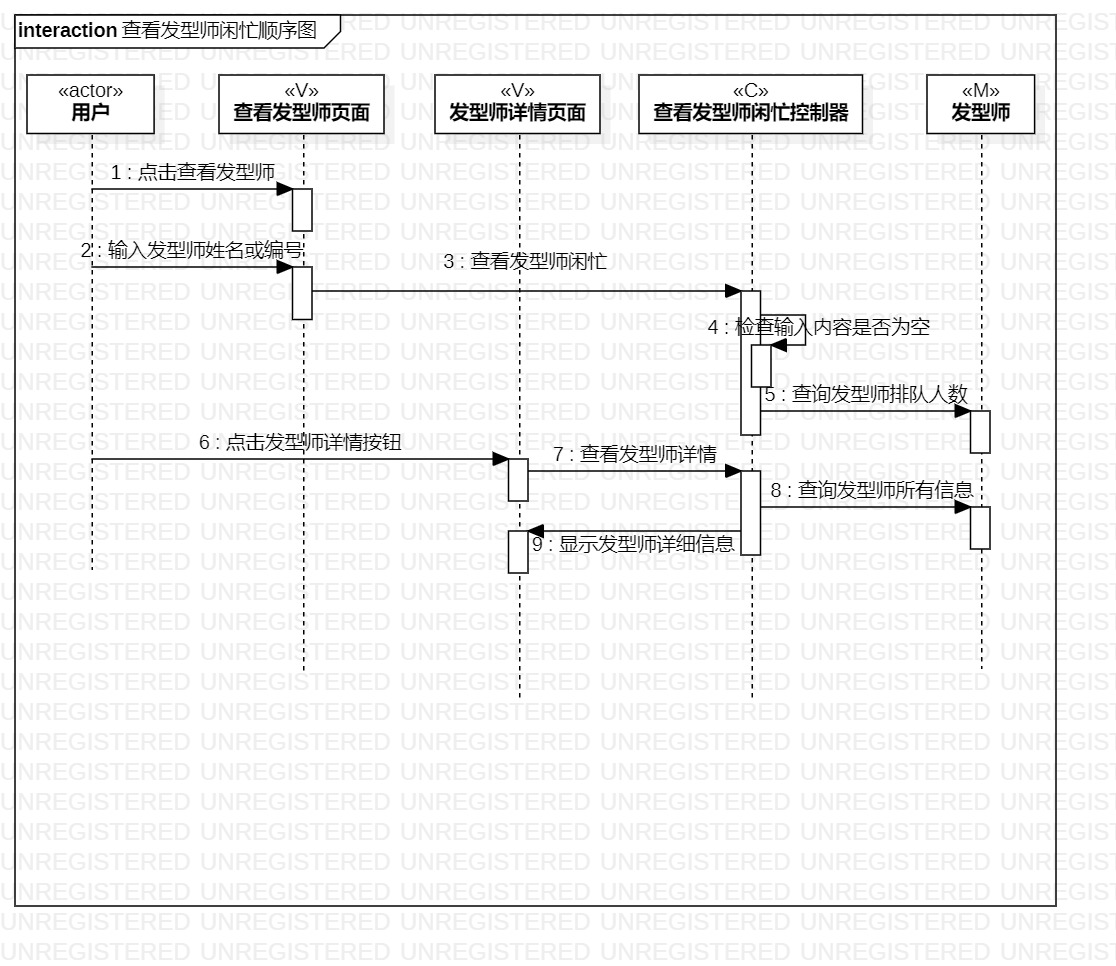 interaction 查看发型师闲忙顺序图
«actor»
用户
«V»
查看发型师页面
«V»
发型师详情页面
«C»
查看发型师闲忙控制器
«M»
发型师
1 : 点击查看发型师
2 : 输入发型师姓名或编号
3 : 查看发型师闲忙
4 : 检查输入内容是否为空
5 : 查询发型师排队人数
6 : 点击发型师详情按钮
7 : 查看发型师详情
8 : 查询发型师所有信息
9 : 显示发型师详细信息
UNREGISTERED